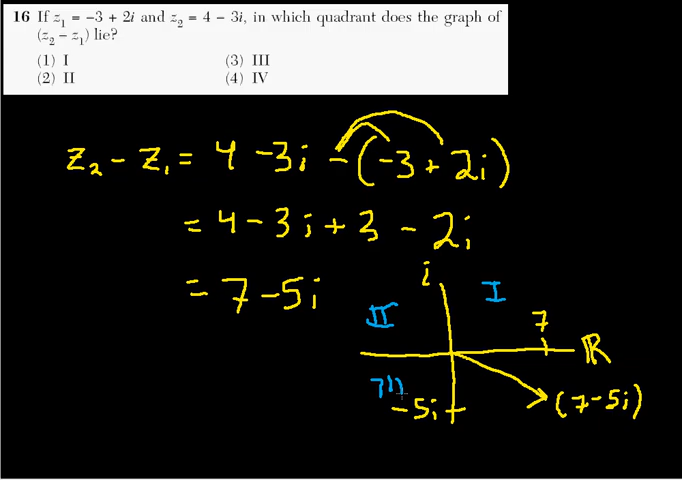 16 If z₁ = −3 + 2i and z₂ = 4 − 3i, in which quadrant does the graph of
(z₂ − z₁) lie?
(1) I (3) III
(2) II (4) IV
z₂ − z₁ = 4 − 3i − (−3 + 2i)
= 4 − 3i + 3 − 2i
= 7 − 5i
i
I
II
7
ℝ
III
−5i
(7−5i)